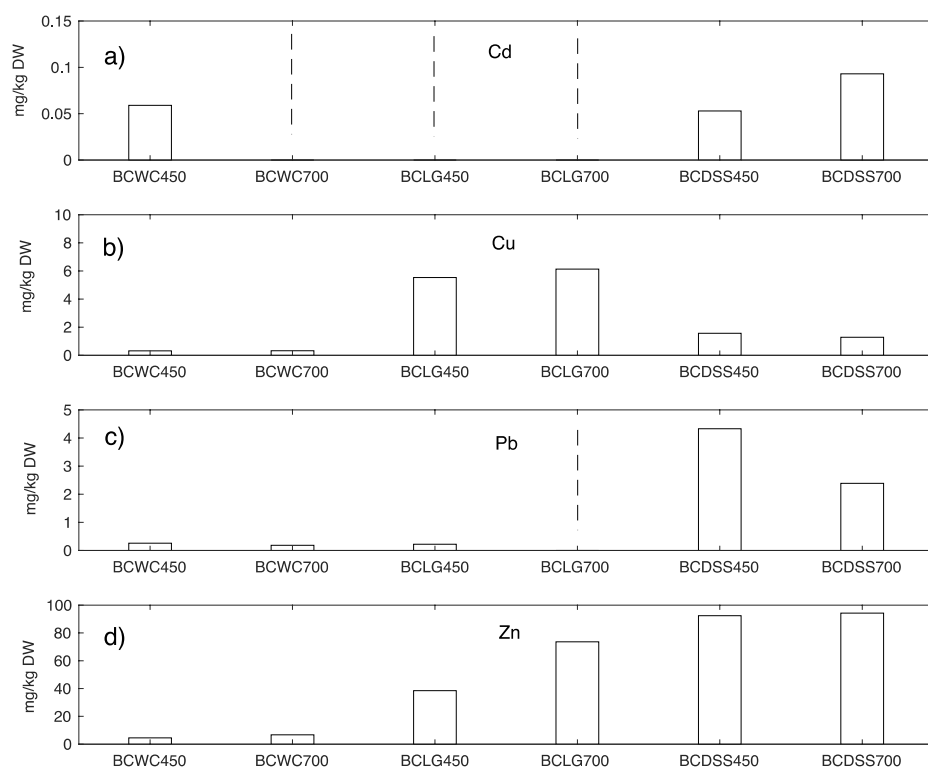 a)
Cd
mg/kg DW
0.15
0.1
0.05
0
BCWC450 BCWC700 BCLG450 BCLG700 BCDSS450 BCDSS700
b)
Cu
mg/kg DW
10
8
6
4
2
0
BCWC450 BCWC700 BCLG450 BCLG700 BCDSS450 BCDSS700
c)
Pb
mg/kg DW
5
4
3
2
1
0
BCWC450 BCWC700 BCLG450 BCLG700 BCDSS450 BCDSS700
d)
Zn
mg/kg DW
100
80
60
40
20
0
BCWC450 BCWC700 BCLG450 BCLG700 BCDSS450 BCDSS700